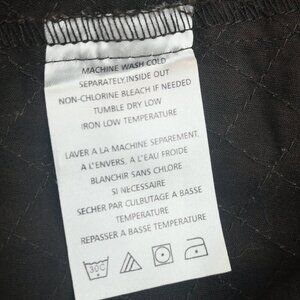 MACHINE WASH COLD
SEPARATELY, INSIDE OUT
NON-CHLORINE BLEACH IF NEEDED
TUMBLE DRY LOW
IRON LOW TEMPERATURE
LAVER A LA MACHINE SEPAREMENT,
A L'ENVERS. A L'EAU FROIDE
BLANCHIR SANS CHLORE
SI NECESSAIRE
SECHER PAR CULBUTAGE A BASSE
TEMPERATURE
REPASSER A BASSE TEMPERATURE
30C